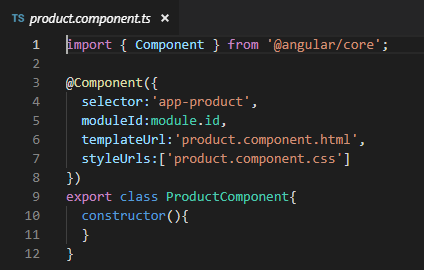 TS product.component.ts ×
1 import { Component } from '@angular/core';
2
3 @Component({
4 selector:'app-product',
5 moduleId:module.id,
6 templateUrl:'product.component.html',
7 styleUrls:['product.component.css']
8 })
9 export class ProductComponent{
10 constructor(){
11 }
12 }